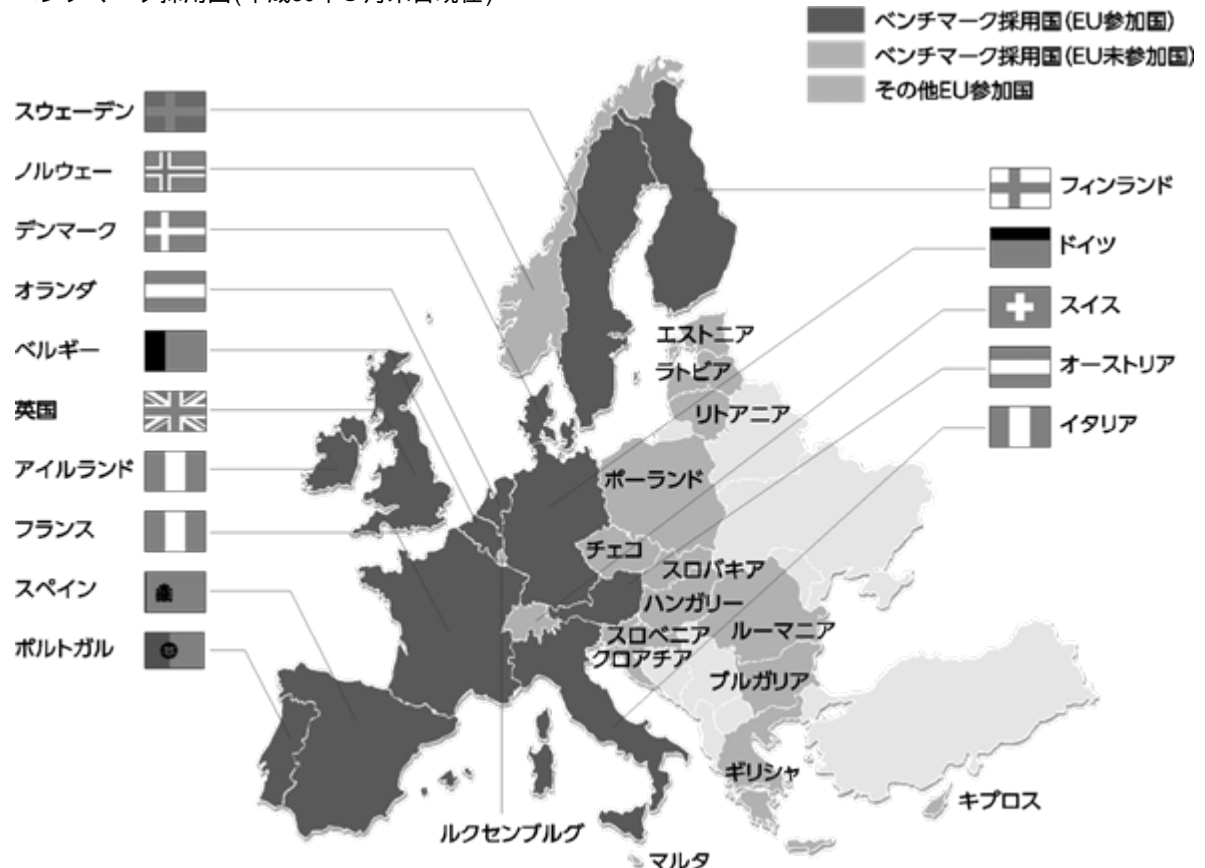 ベンチマーク採用国(EU参加国)
ベンチマーク採用国(EU未参加国)
その他EU参加国
スウェーデン
ノルウェー
デンマーク
オランダ
ベルギー
英国
アイルランド
フランス
スペイン
ポルトガル
フィンランド
ドイツ
スイス
オーストリア
イタリア
エストニア
ラトビア
リトアニア
ポーランド
チェコ
スロバキア
ハンガリー
スロベニア
クロアチア
ルーマニア
ブルガリア
ギリシャ
キプロス
ルクセンブルグ
マルタ